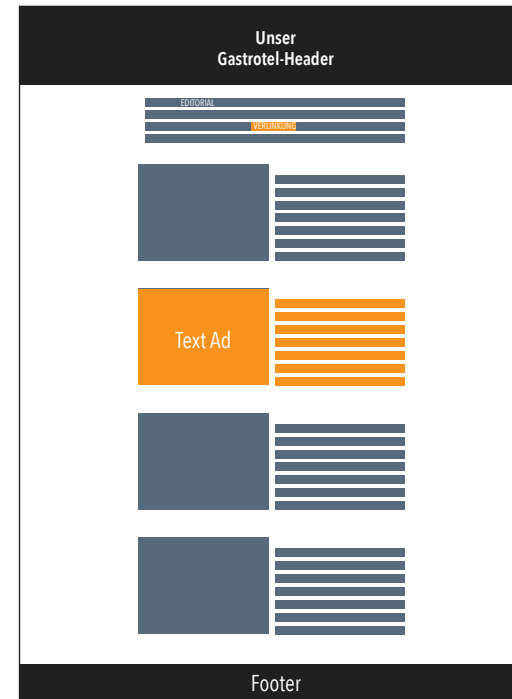 Unser
Gastrotel-Header
EDITORIAL
VERLINKUNG
Text Ad
Footer